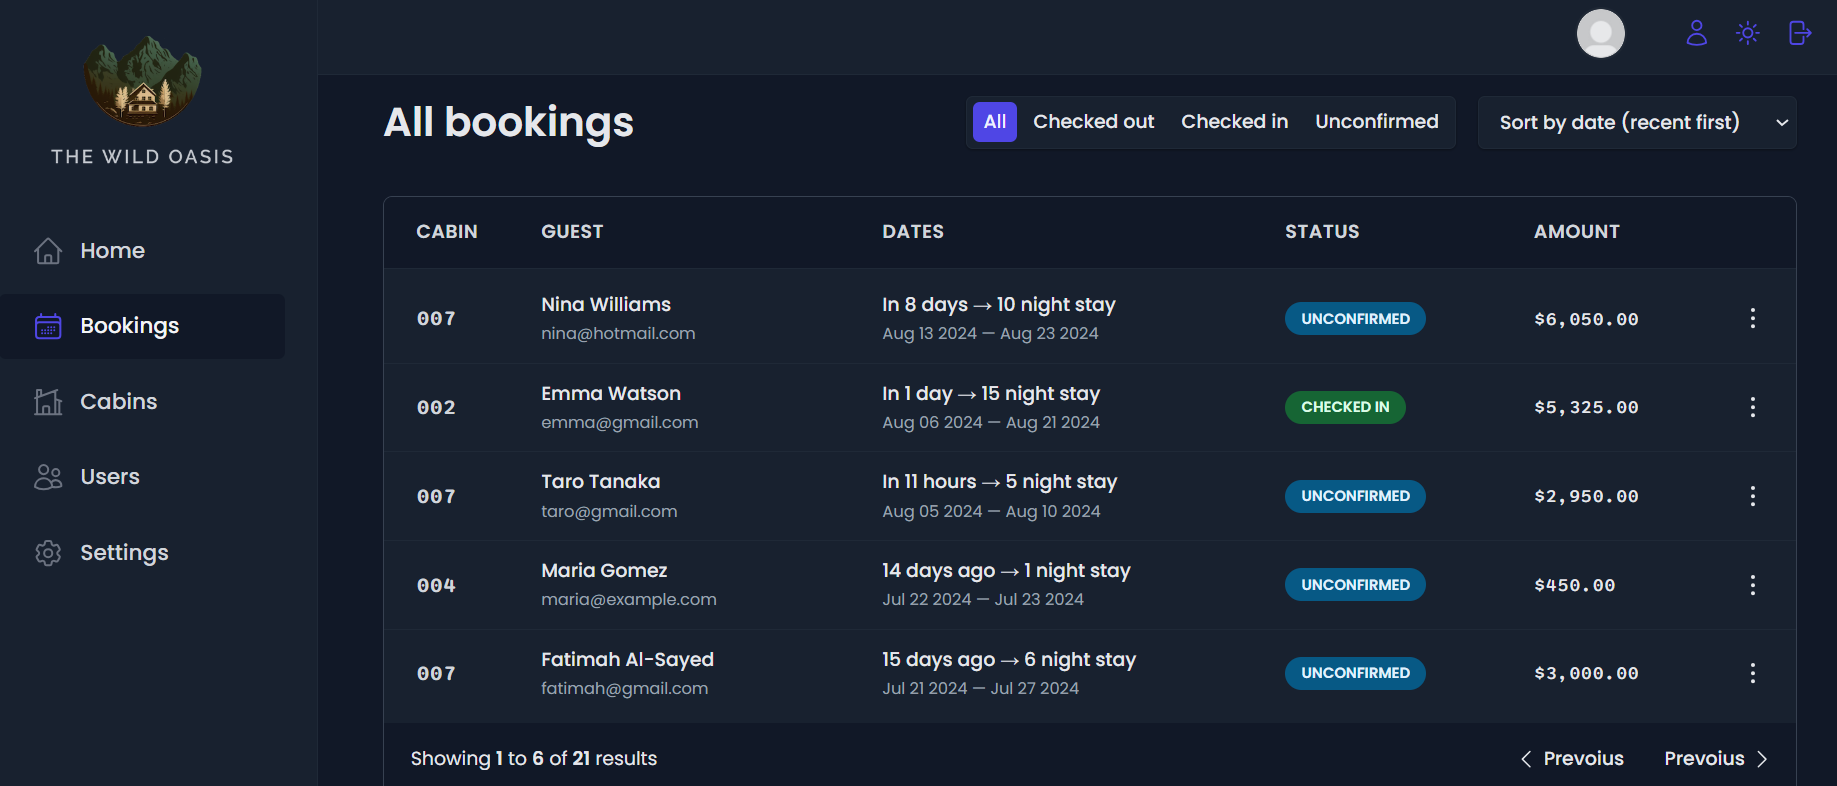 THE WILD OASIS
Home
Bookings
Cabins
Users
Settings
All bookings
All Checked out Checked in Unconfirmed
Sort by date (recent first)
CABIN GUEST DATES STATUS AMOUNT
007 Nina Williams In 8 days → 10 night stay UNCONFIRMED $6,050.00
nina@hotmail.com Aug 13 2024 — Aug 23 2024
002 Emma Watson In 1 day → 15 night stay CHECKED IN $5,325.00
emma@gmail.com Aug 06 2024 — Aug 21 2024
007 Taro Tanaka In 11 hours → 5 night stay UNCONFIRMED $2,950.00
taro@gmail.com Aug 05 2024 — Aug 10 2024
004 Maria Gomez 14 days ago → 1 night stay UNCONFIRMED $450.00
maria@example.com Jul 22 2024 — Jul 23 2024
007 Fatimah Al-Sayed 15 days ago → 6 night stay UNCONFIRMED $3,000.00
fatimah@gmail.com Jul 21 2024 — Jul 27 2024
Showing 1 to 6 of 21 results
Prevoius Prevoius